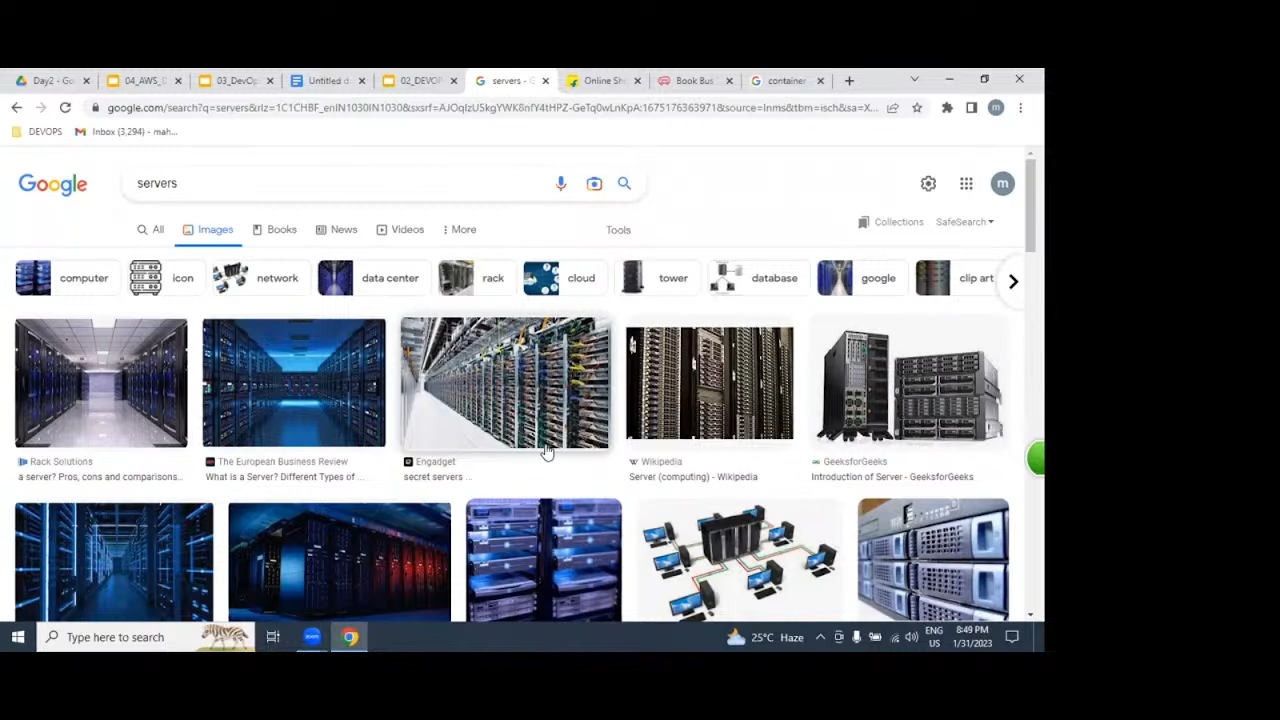 Day2 - Go
04_AWS_D
03_DevOp
Untitled d
02_DEVOP
servers - G
Online Sho
Book Bus
container
google.com/search?q=servers&rlz=1C1CHBF_enIN1030IN1030&sxsrf=AJOqlzU5kgYWK8nfY4tHPZ-GeTq0wLnKpA:1675176363971&source=lnms&tbm=isch&sa=X...
m
DEVOPS
Inbox (3,294) - mah...
Google
servers
m
All
Images
Books
News
Videos
More
Tools
Collections
SafeSearch
computer
icon
network
data center
rack
cloud
tower
database
google
clip art
Rack Solutions
The European Business Review
Engadget
W Wikipedia
GeeksforGeeks
a server? Pros, cons and comparisons...
What is a Server? Different Types of ...
secret servers ...
Server (computing) - Wikipedia
Introduction of Server - GeeksforGeeks
Type here to search
zoom
25°C Haze
ENG
US
8:49 PM
1/31/2023